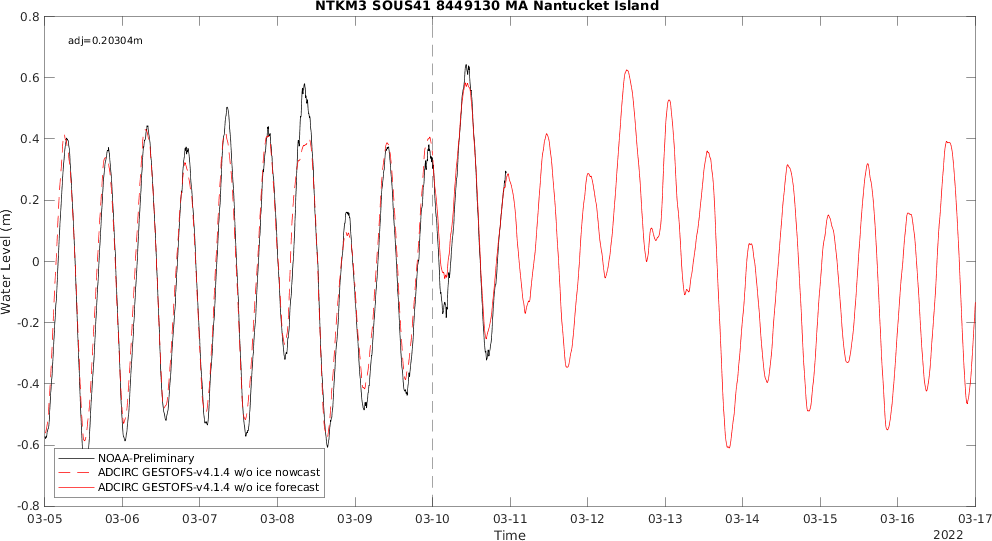 NTKM3 SOUS41 8449130 MA Nantucket Island
adj=0.20304m
0.8
0.6
0.4
0.2
0
-0.2
-0.4
-0.6
-0.8
Water Level (m)
NOAA-Preliminary
ADCIRC GESTOFS-v4.1.4 w/o ice nowcast
ADCIRC GESTOFS-v4.1.4 w/o ice forecast
03-05 03-06 03-07 03-08 03-09 03-10 03-11 03-12 03-13 03-14 03-15 03-16 03-17
Time
2022